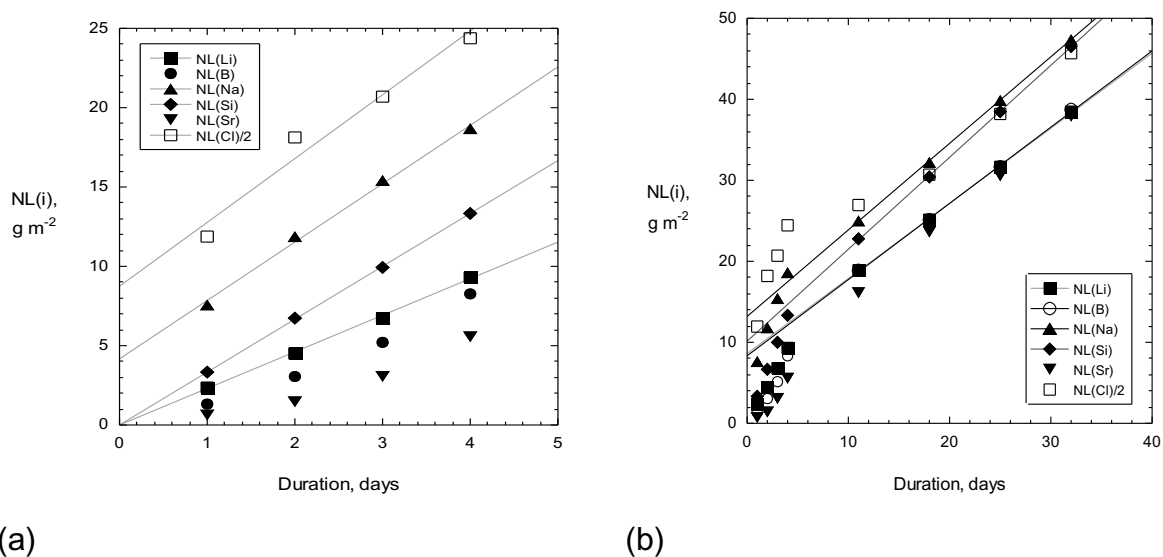 25
20
15
10
5
0
NL(i),
g m-2
NL(Li)
NL(B)
NL(Na)
NL(Si)
NL(Sr)
NL(Cl)/2
0 1 2 3 4 5
Duration, days
(a)
50
40
30
20
10
0
NL(i),
g m-2
NL(Li)
NL(B)
NL(Na)
NL(Si)
NL(Sr)
NL(Cl)/2
0 10 20 30 40
Duration, days
(b)